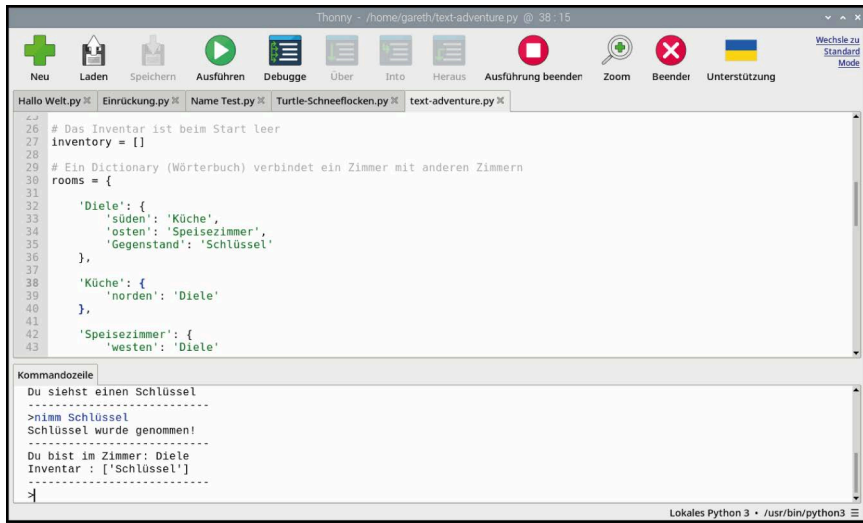 Thonny - /home/gareth/text-adventure.py @ 38:15
Wechsle zu
Standard
Mode
Neu Laden Speichern Ausführen Debugge Über Into Heraus Ausführung beenden Zoom Beender Unterstützung
Hallo Welt.py Einrückung.py Name Test.py Turtle-Schneeflocken.py text-adventure.py
25
26 # Das Inventar ist beim Start leer
27 inventory = []
28
29 # Ein Dictionary (Wörterbuch) verbindet ein Zimmer mit anderen Zimmern
30 rooms = {
31
32 'Diele': {
33 'süden': 'Küche',
34 'osten': 'Speisezimmer',
35 'Gegenstand': 'Schlüssel'
36 },
37
38 'Küche': {
39 'norden': 'Diele'
40 },
41
42 'Speisezimmer': {
43 'westen': 'Diele'
Kommandozeile
Du siehst einen Schlüssel
---------------------------
>nimm Schlüssel
Schlüssel wurde genommen!
---------------------------
Du bist im Zimmer: Diele
Inventar : ['Schlüssel']
---------------------------
>
Lokales Python 3 • /usr/bin/python3 ☰